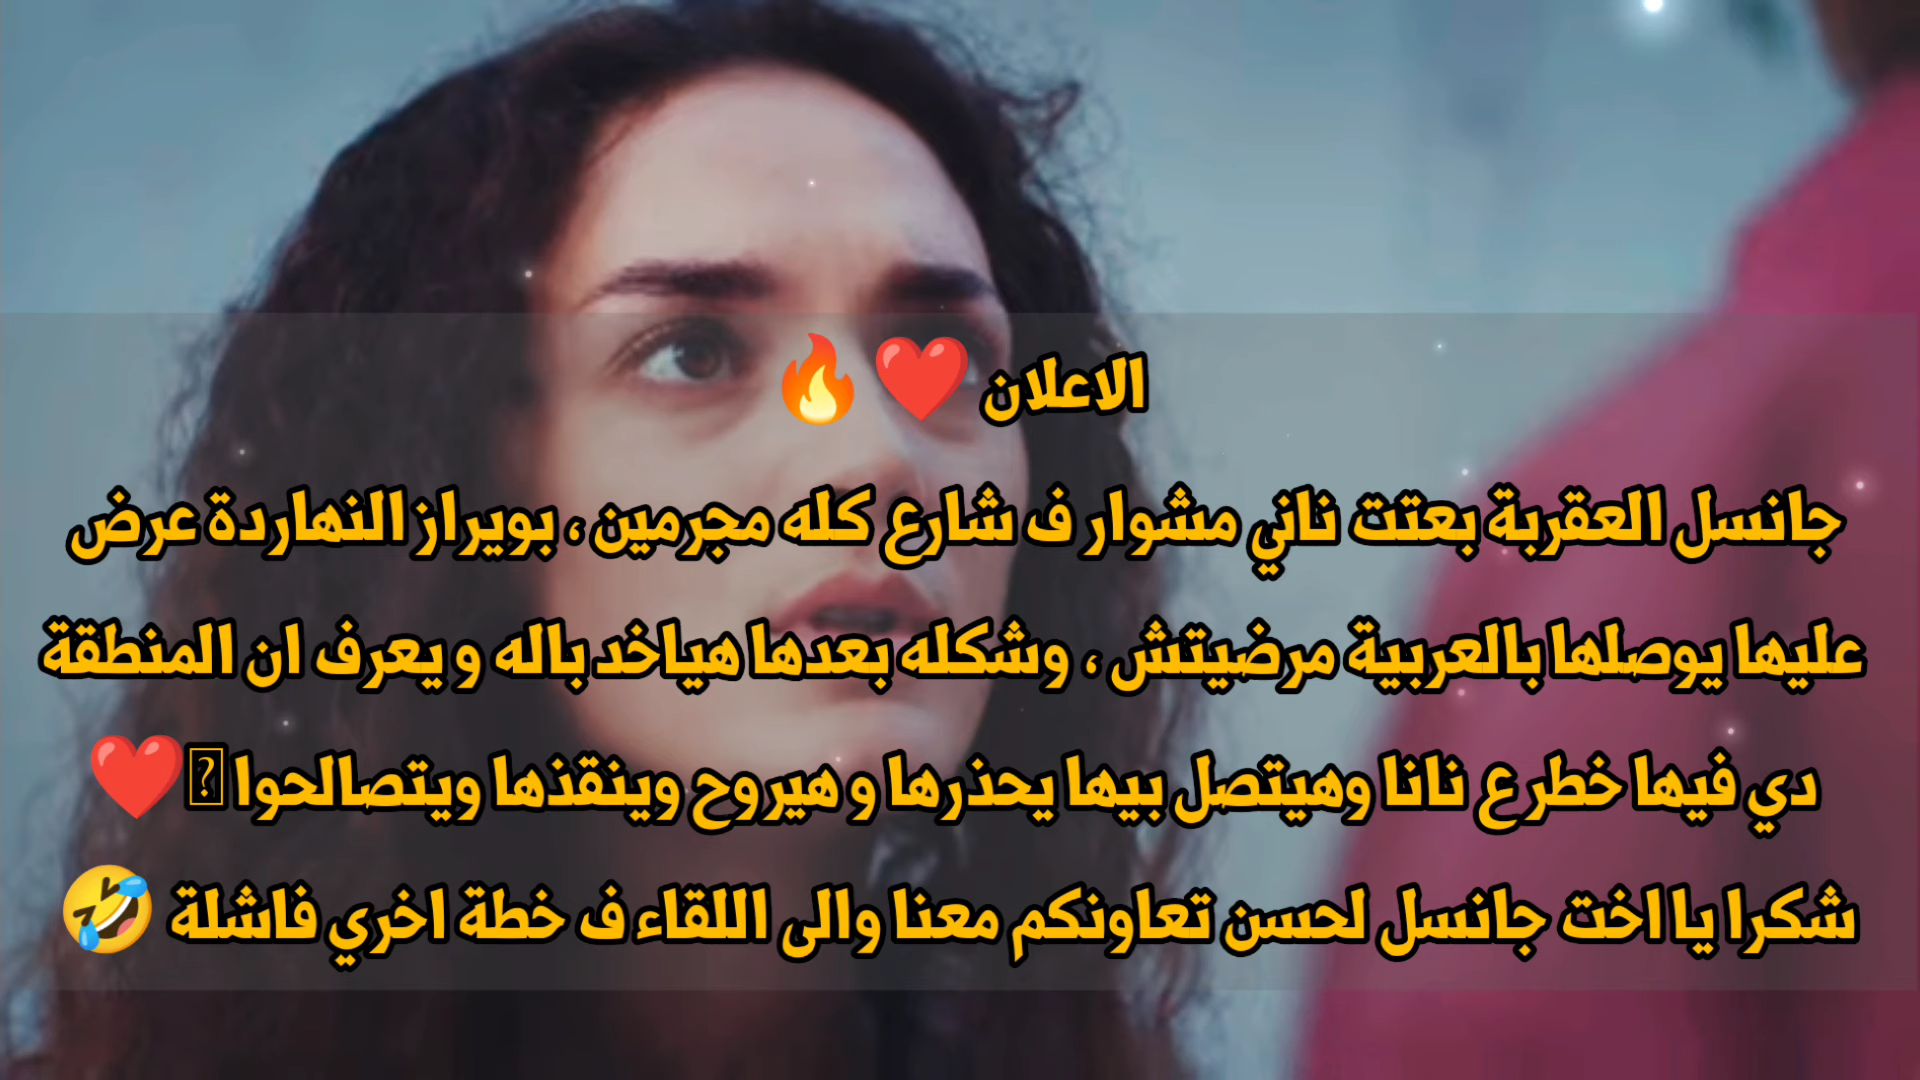 الاعلان ❤️🔥
جانسل العقربة بعتت ناني مشوار ف شارع كله مجرمين ، بويراز النهاردة عرض
عليها يوصلها بالعربية مرضيتش ، وشكله بعدها هياخد باله و يعرف ان المنطقة
دي فيها خطرع نانا وهيتصل بيها يحذرها و هيروح وينقذها ويتصالحوا ❤️
شكرا يا اخت جانسل لحسن تعاونكم معنا والى اللقاء ف خطة اخري فاشلة 🤣